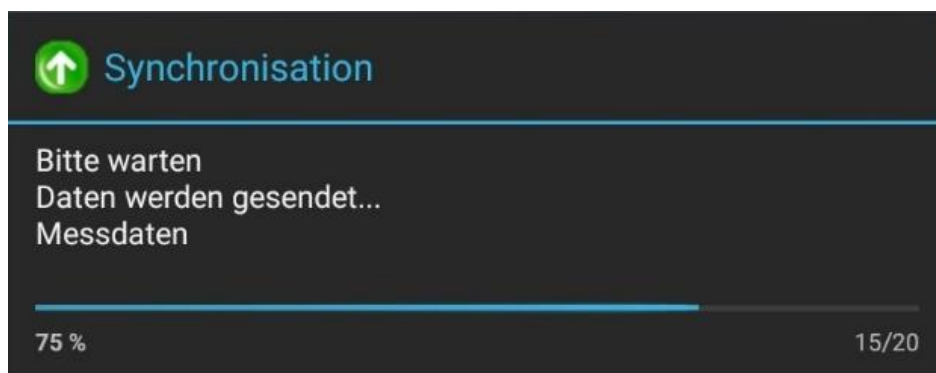 Synchronisation
Bitte warten
Daten werden gesendet...
Messdaten
75 % 15/20